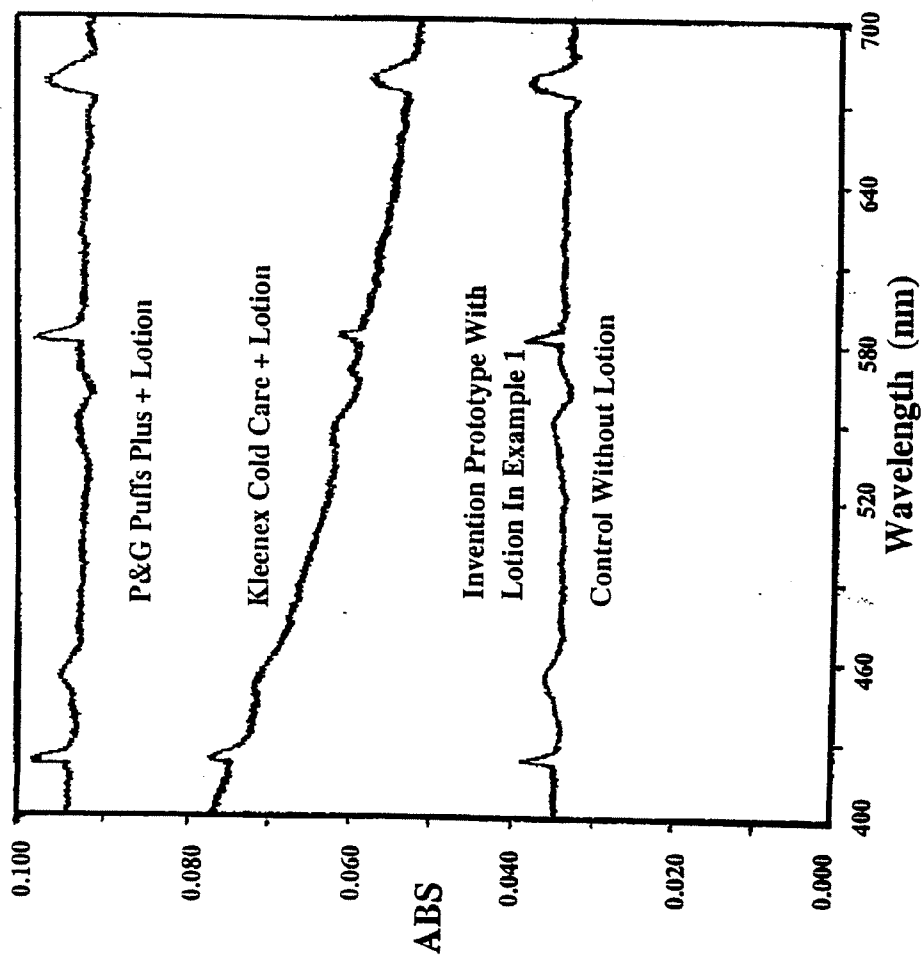 ABS
0.100
0.080
0.060
0.040
0.020
0.000
P&G Puffs Plus + Lotion
Kleenex Cold Care + Lotion
Invention Prototype With
Lotion In Example 1
Control Without Lotion
400
460
520
580
640
700
Wavelength (nm)